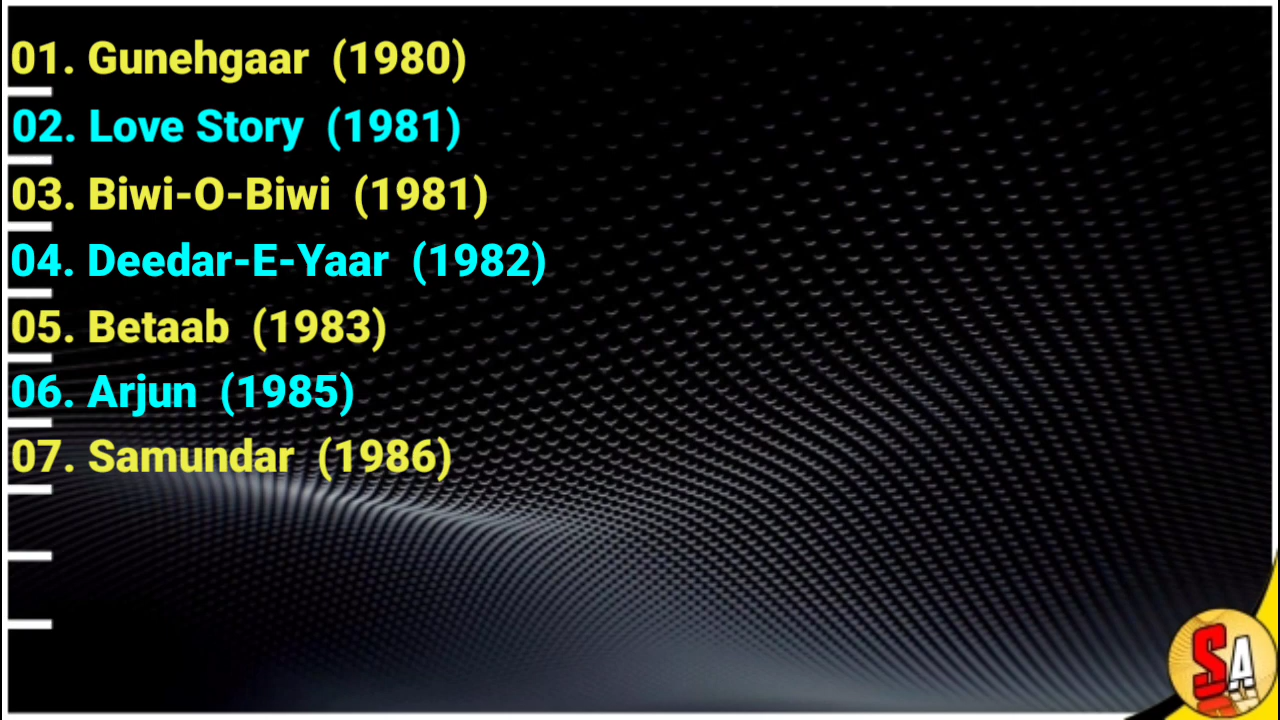 01. Gunehgaar (1980)
02. Love Story (1981)
03. Biwi-O-Biwi (1981)
04. Deedar-E-Yaar (1982)
05. Betaab (1983)
06. Arjun (1985)
07. Samundar (1986)
SA